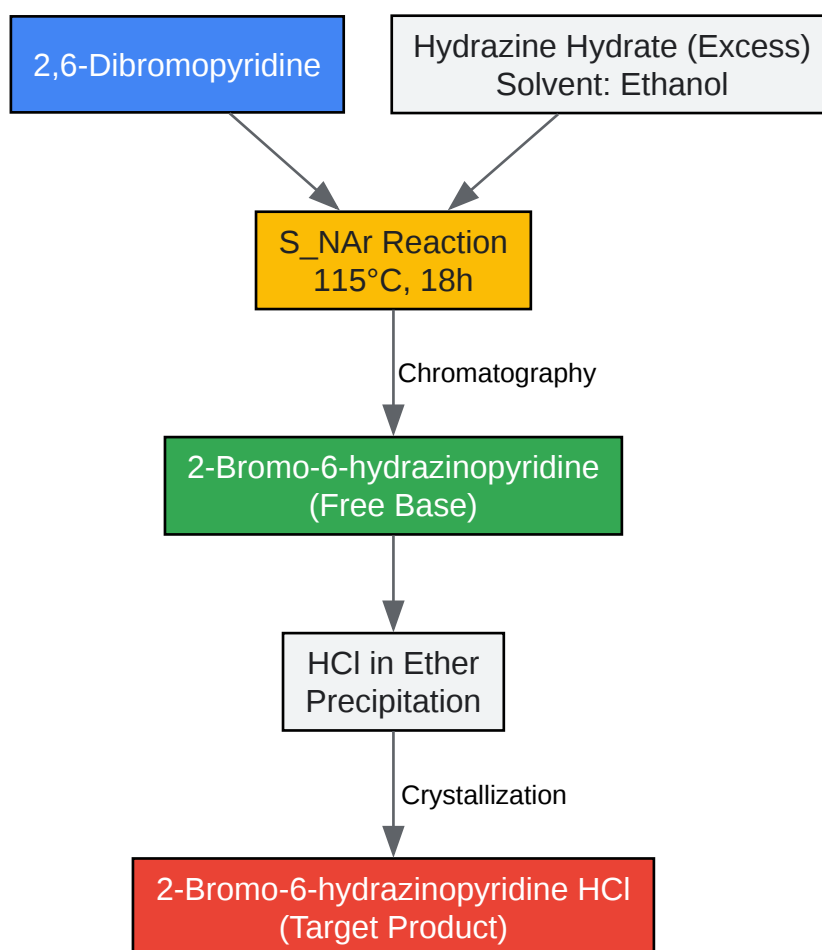 2,6-Dibromopyridine
Hydrazine Hydrate (Excess)
Solvent: Ethanol
S_NAr Reaction
115°C, 18h
Chromatography
2-Bromo-6-hydrazinopyridine
(Free Base)
HCl in Ether
Precipitation
Crystallization
2-Bromo-6-hydrazinopyridine HCl
(Target Product)